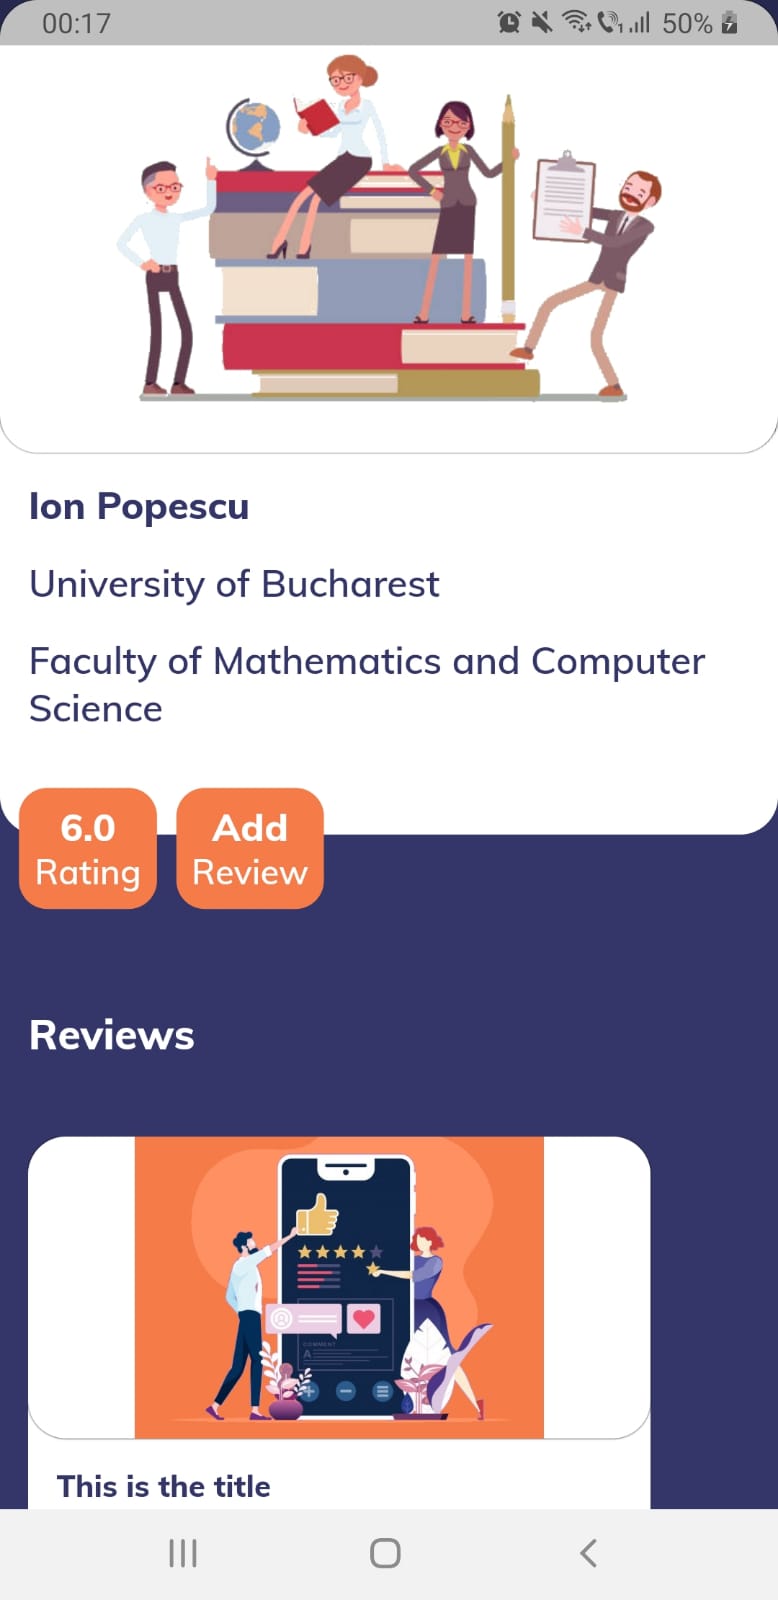 00:17
1
50%
Ion Popescu
University of Bucharest
Faculty of Mathematics and Computer
Science
6.0
Rating
Add
Review
Reviews
COMMENT
A
This is the title